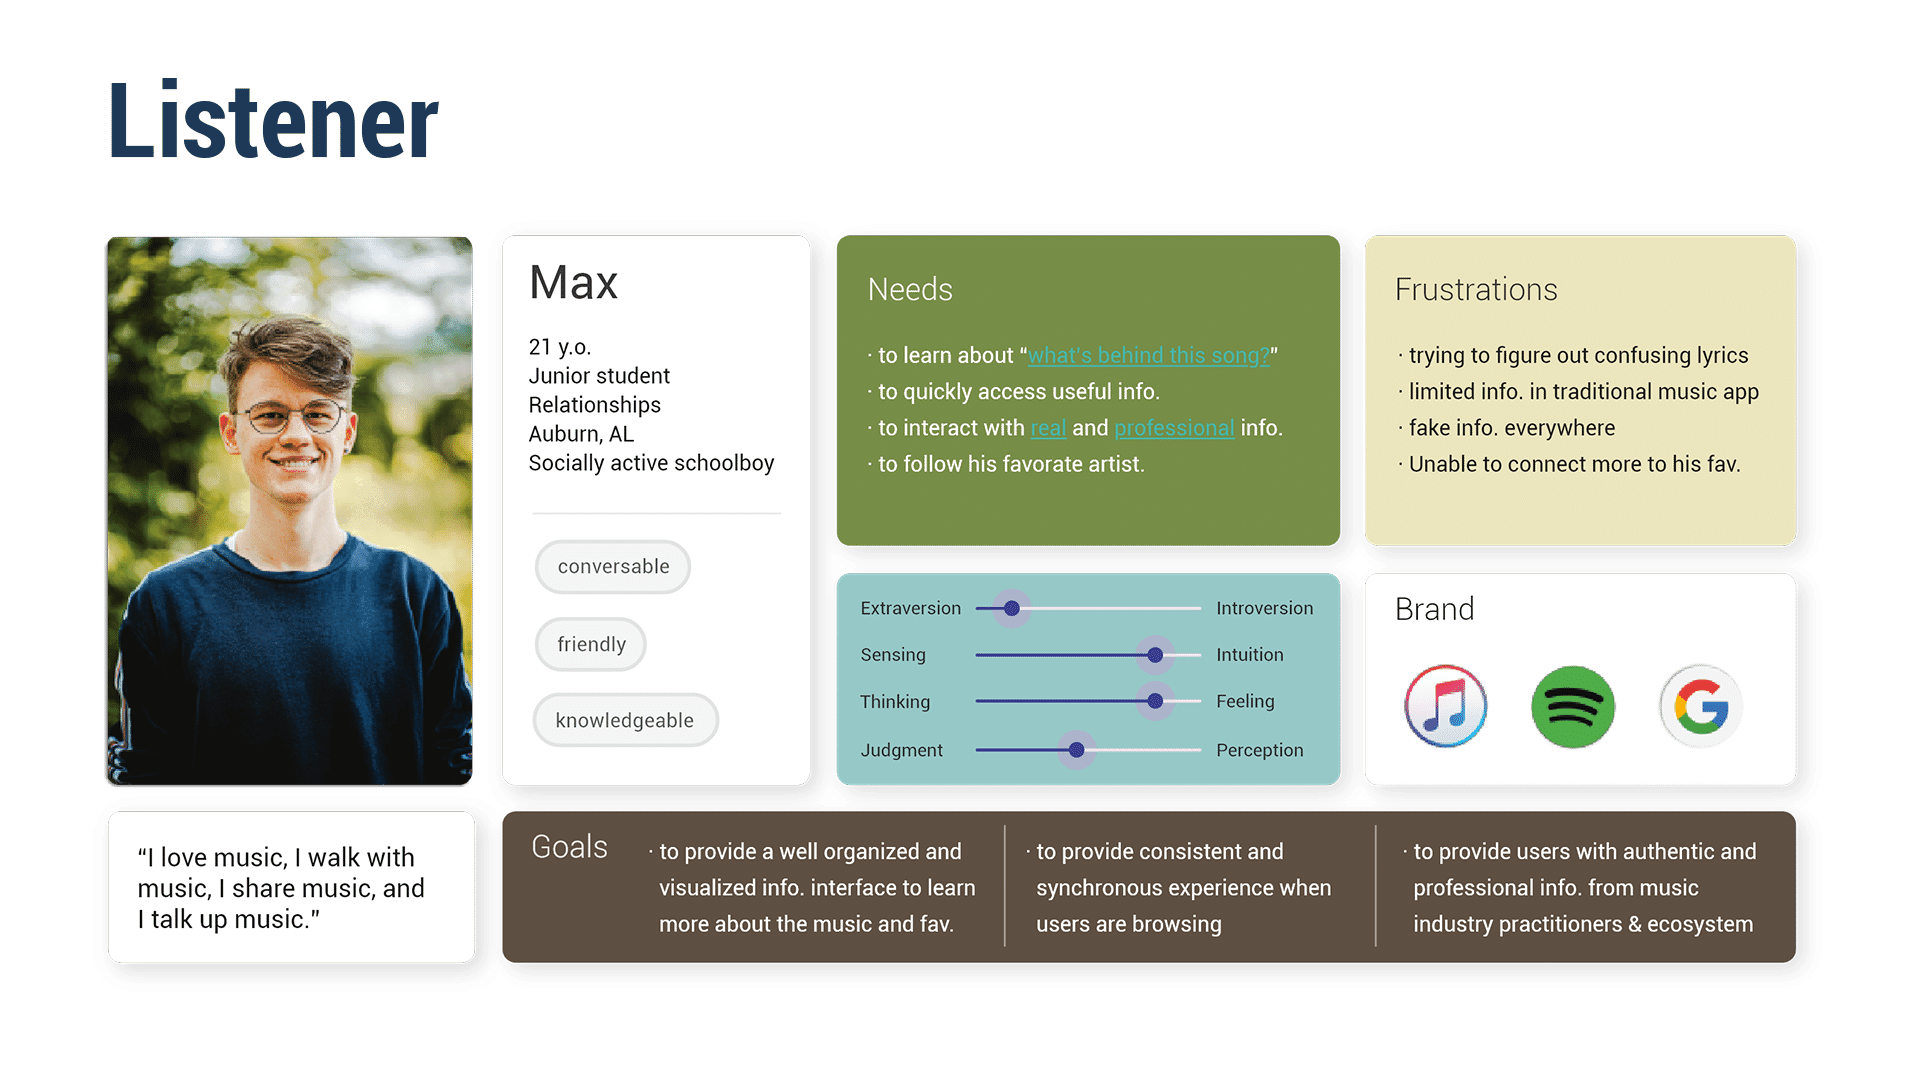 Listener
Max
21 y.o.
Junior student
Relationships
Auburn, AL
Socially active schoolboy
conversable
friendly
knowledgeable
Needs
· to learn about “what's behind this song?”
· to quickly access useful info.
· to interact with real and professional info.
· to follow his favorate artist.
Frustrations
· trying to figure out confusing lyrics
· limited info. in traditional music app
· fake info. everywhere
· Unable to connect more to his fav.
Extraversion Introversion
Sensing Intuition
Thinking Feeling
Judgment Perception
Brand
G
“I love music, I walk with
music, I share music, and
I talk up music.”
Goals
· to provide a well organized and
visualized info. interface to learn
more about the music and fav.
· to provide consistent and
synchronous experience when
users are browsing
· to provide users with authentic and
professional info. from music
industry practitioners & ecosystem